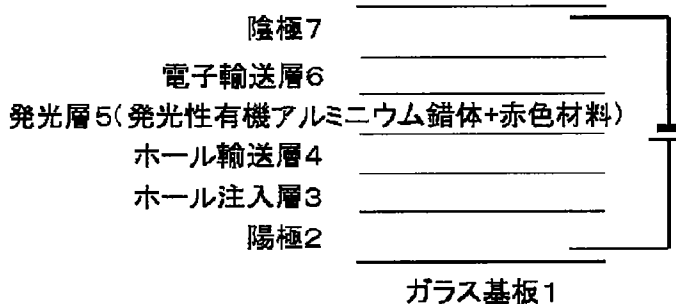 陰極7
電子輸送層6
発光層5(発光性有機アルミニウム錯体+赤色材料)
ホール輸送層4
ホール注入層3
陽極2
ガラス基板1